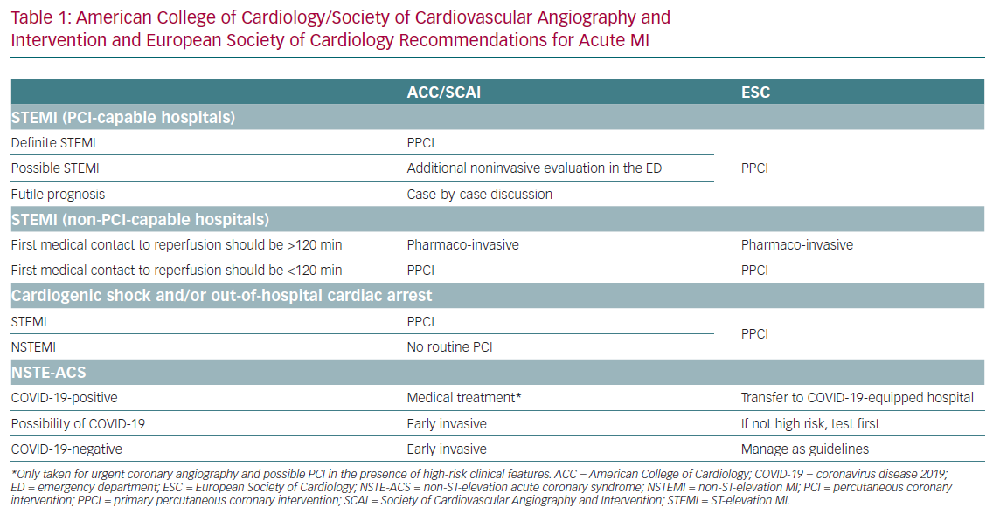 Table 1: American College of Cardiology/Society of Cardiovascular Angiography and
Intervention and European Society of Cardiology Recommendations for Acute MI
ACC/SCAI ESC
STEMI (PCI-capable hospitals)
Definite STEMI PPCI
Possible STEMI Additional noninvasive evaluation in the ED PPCI
Futile prognosis Case-by-case discussion
STEMI (non-PCI-capable hospitals)
First medical contact to reperfusion should be >120 min Pharmaco-invasive Pharmaco-invasive
First medical contact to reperfusion should be <120 min PPCI PPCI
Cardiogenic shock and/or out-of-hospital cardiac arrest
STEMI PPCI
PPCI
NSTEMI No routine PCI
NSTE-ACS
COVID-19-positive Medical treatment* Transfer to COVID-19-equipped hospital
Possibility of COVID-19 Early invasive If not high risk, test first
COVID-19-negative Early invasive Manage as guidelines
*Only taken for urgent coronary angiography and possible PCI in the presence of high-risk clinical features. ACC = American College of Cardiology; COVID-19 = coronavirus disease 2019;
ED = emergency department; ESC = European Society of Cardiology; NSTE-ACS = non-ST-elevation acute coronary syndrome; NSTEMI = non-ST-elevation MI; PCI = percutaneous coronary
intervention; PPCI = primary percutaneous coronary intervention; SCAI = Society of Cardiovascular Angiography and Intervention; STEMI = ST-elevation MI.